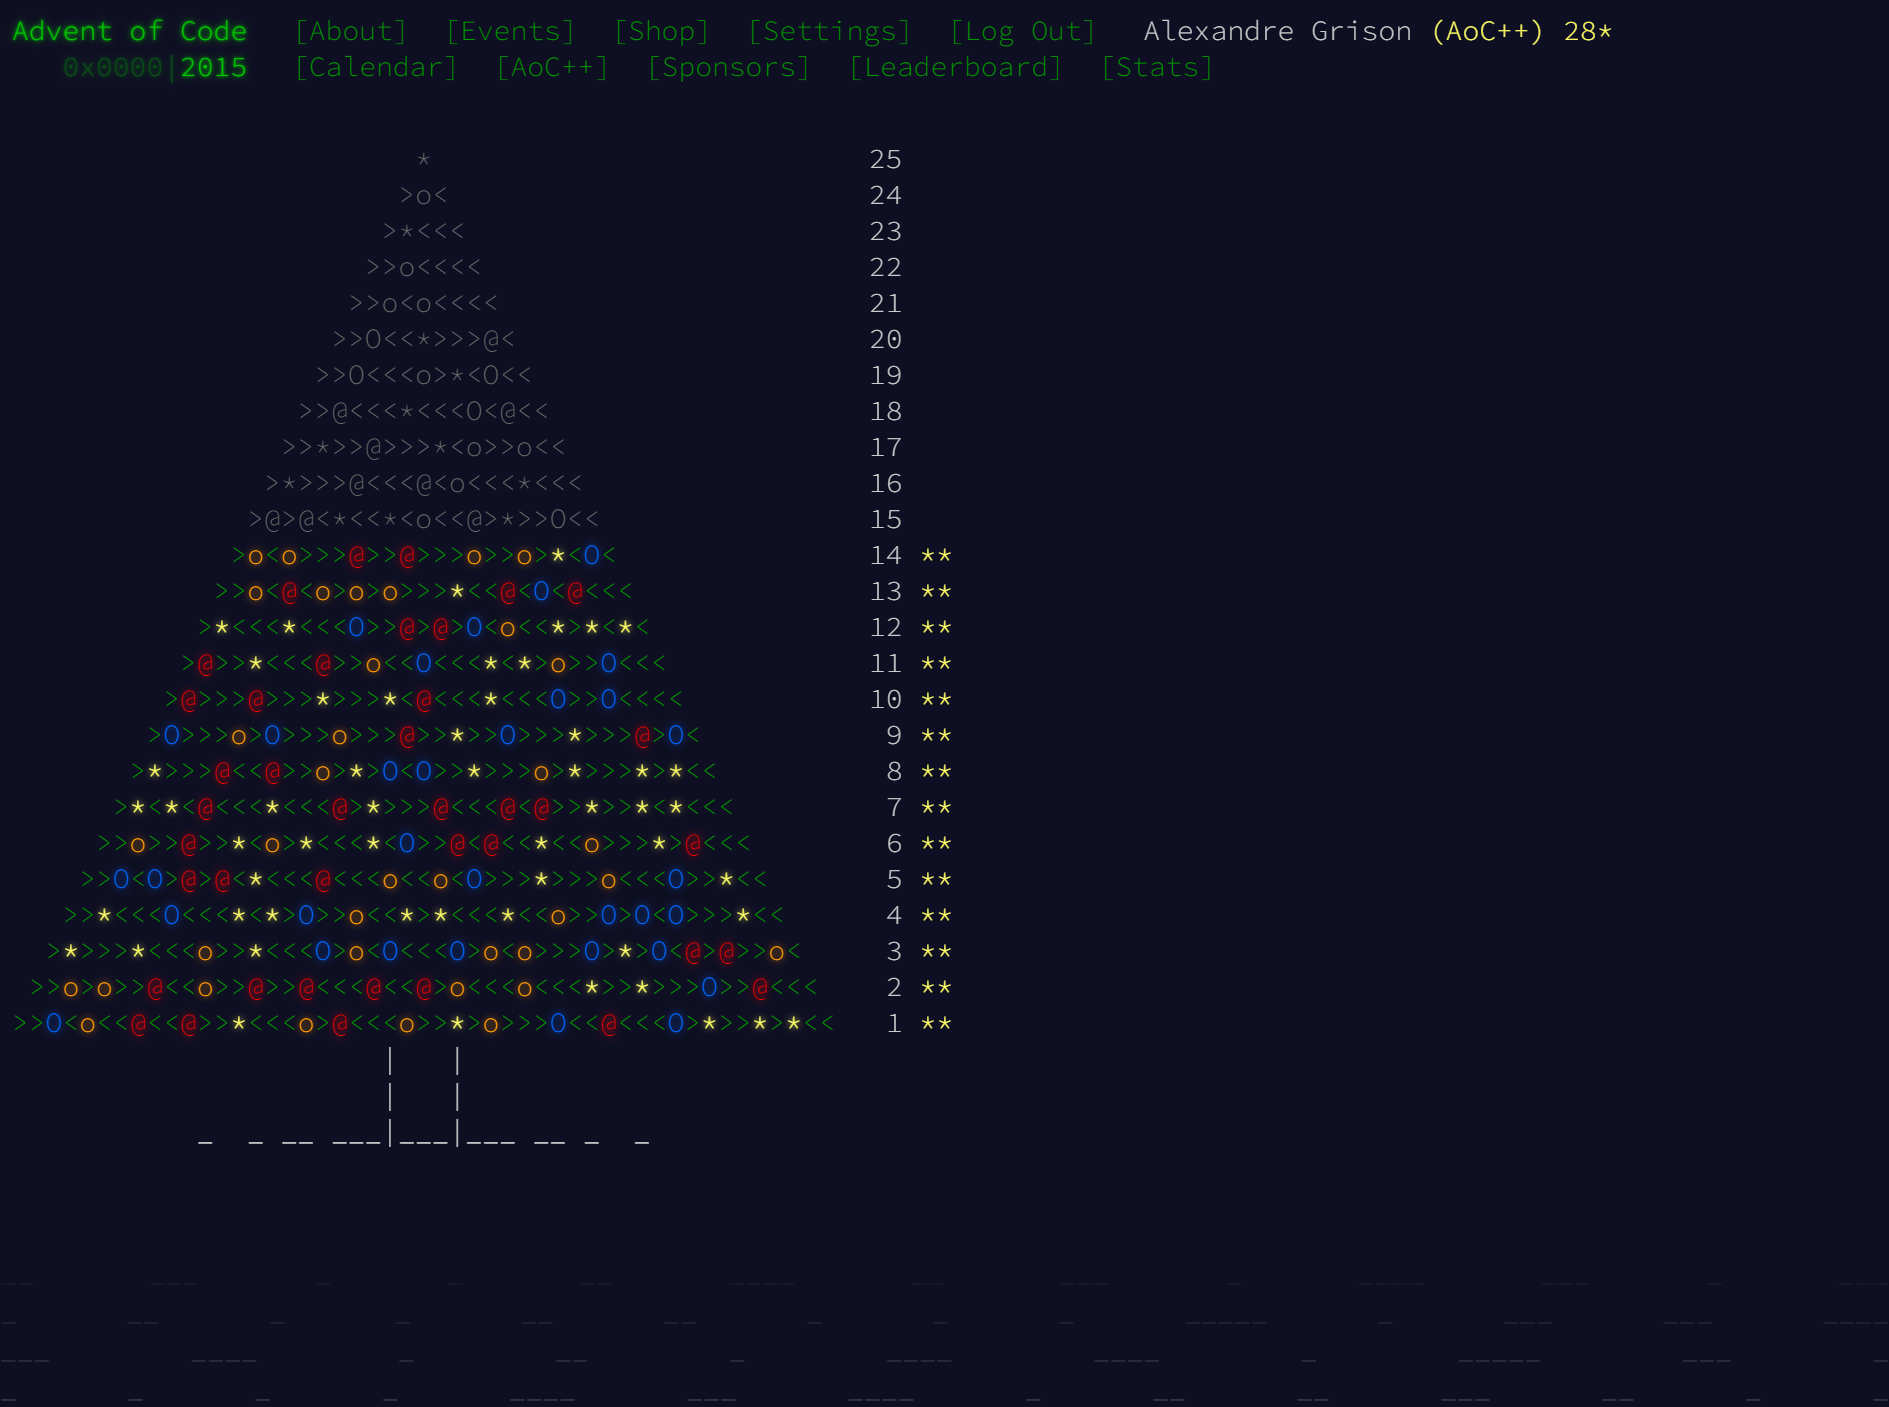 Advent of Code [About] [Events] [Shop] [Settings] [Log Out] Alexandre Grison (AoC++) 28*
0x0000|2015 [Calendar] [AoC++] [Sponsors] [Leaderboard] [Stats]
* 25
>o< 24
>*<<< 23
>>o<<<< 22
>>o<o<<<< 21
>>O<<*>>>@< 20
>>O<<<o>*<O<< 19
>>@<<<*<<<O<@<< 18
>>*>>@>>>*<o>>o<< 17
>*>>>@<<<@<o<<<*<<< 16
>@>@<*<<*<o<<@>*>>O<< 15
>o<o>>>@>>@>>>o>>o>*<O< 14 **
>>o<@<o>o>o>>>*<<@<O<@<<< 13 **
>*<<<*<<<O>>@>@>O<o<<*>*<*< 12 **
>@>>*<<<@>>o<<O<<<*<*>o>>O<<< 11 **
>@>>>@>>>*>>>*<@<<<*<<<O>>O<<<< 10 **
>O>>>o>O>>>o>>>@>>*>>O>>>*>>>@>O< 9 **
>*>>>@<<@>>o>*>O<O>>*>>>o>*>>>*>*<< 8 **
>*<*<@<<<*<<<@>*>>>@<<<@<@>>*>>*<*<<< 7 **
>>o>>@>>*<o>*<<<*<O>>@<@<<*<<o>>>*>@<<< 6 **
>>O<O>@>@<*<<<@<<<o<<o<O>>>*>>>o<<<O>>*<< 5 **
>>*<<<O<<<*<*>O>>o<<*>*<<<*<<o>>O>O<O>>>*<< 4 **
>*>>>*<<<o>>*<<<O>o<O<<<O>o<o>>>O>*>O<@>@>>o< 3 **
>>o>o>>@<<o>>@>>@<<<@<<@>o<<<o<<<*>>*>>>O>>@<<< 2 **
>>O<o<<@<<@>>*<<<o>@<<<o>>*>o>>>O<<@<<<O>*>>*>*<< 1 **
|   |
|   |
_  _ __ ___|___|___ __ _  _